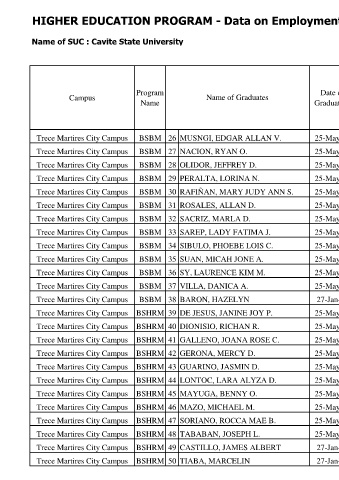 HIGHER EDUCATION PROGRAM - Data on Employment
Name of SUC : Cavite State University
Campus Program Name Name of Graduates Date
Trece Martires City Campus BSBM 26 MUSNGI, EDGAR ALLAN V. 25-May
Trece Martires City Campus BSBM 27 NACION, RYAN O. 25-May
Trece Martires City Campus BSBM 28 OLIDOR, JEFFREY D. 25-May
Trece Martires City Campus BSBM 29 PERALTA, LORINA N. 25-May
Trece Martires City Campus BSBM 30 RAFIÑAN, MARY JUDY ANN S. 25-May
Trece Martires City Campus BSBM 31 ROSALES, ALLAN D. 25-May
Trece Martires City Campus BSBM 32 SACRIZ, MARLA D. 25-May
Trece Martires City Campus BSBM 33 SAREP, LADY FATIMA J. 25-May
Trece Martires City Campus BSBM 34 SIBULO, PHOEBE LOIS C. 25-May
Trece Martires City Campus BSBM 35 SUAN, MICAH JONE A. 25-May
Trece Martires City Campus BSBM 36 SY, LAURENCE KIM M. 25-May
Trece Martires City Campus BSBM 37 VILLA, DANICA A. 25-May
Trece Martires City Campus BSBM 38 BARON, HAZELYN 27-Jan-
Trece Martires City Campus BSHRM 39 DE JESUS, JANINE JOY P. 25-May
Trece Martires City Campus BSHRM 40 DIONISIO, RICHAN R. 25-May
Trece Martires City Campus BSHRM 41 GALLENO, JOANA ROSE C. 25-May
Trece Martires City Campus BSHRM 42 GERONA, MERCY D. 25-May
Trece Martires City Campus BSHRM 43 GUARINO, JASMIN D. 25-May
Trece Martires City Campus BSHRM 44 LONTOC, LARA ALYZA D. 25-May
Trece Martires City Campus BSHRM 45 MAYUGA, BENNY O. 25-May
Trece Martires City Campus BSHRM 46 MAZO, MICHAEL M. 25-May
Trece Martires City Campus BSHRM 47 SORIANO, ROCCA MAE B. 25-May
Trece Martires City Campus BSHRM 48 TABABAN, JOSEPH L. 25-May
Trece Martires City Campus BSHRM 49 CASTILLO, JAMES ALBERT 27-Jan-
Trece Martires City Campus BSHRM 50 TIABA, MARCELIN 27-Jan-